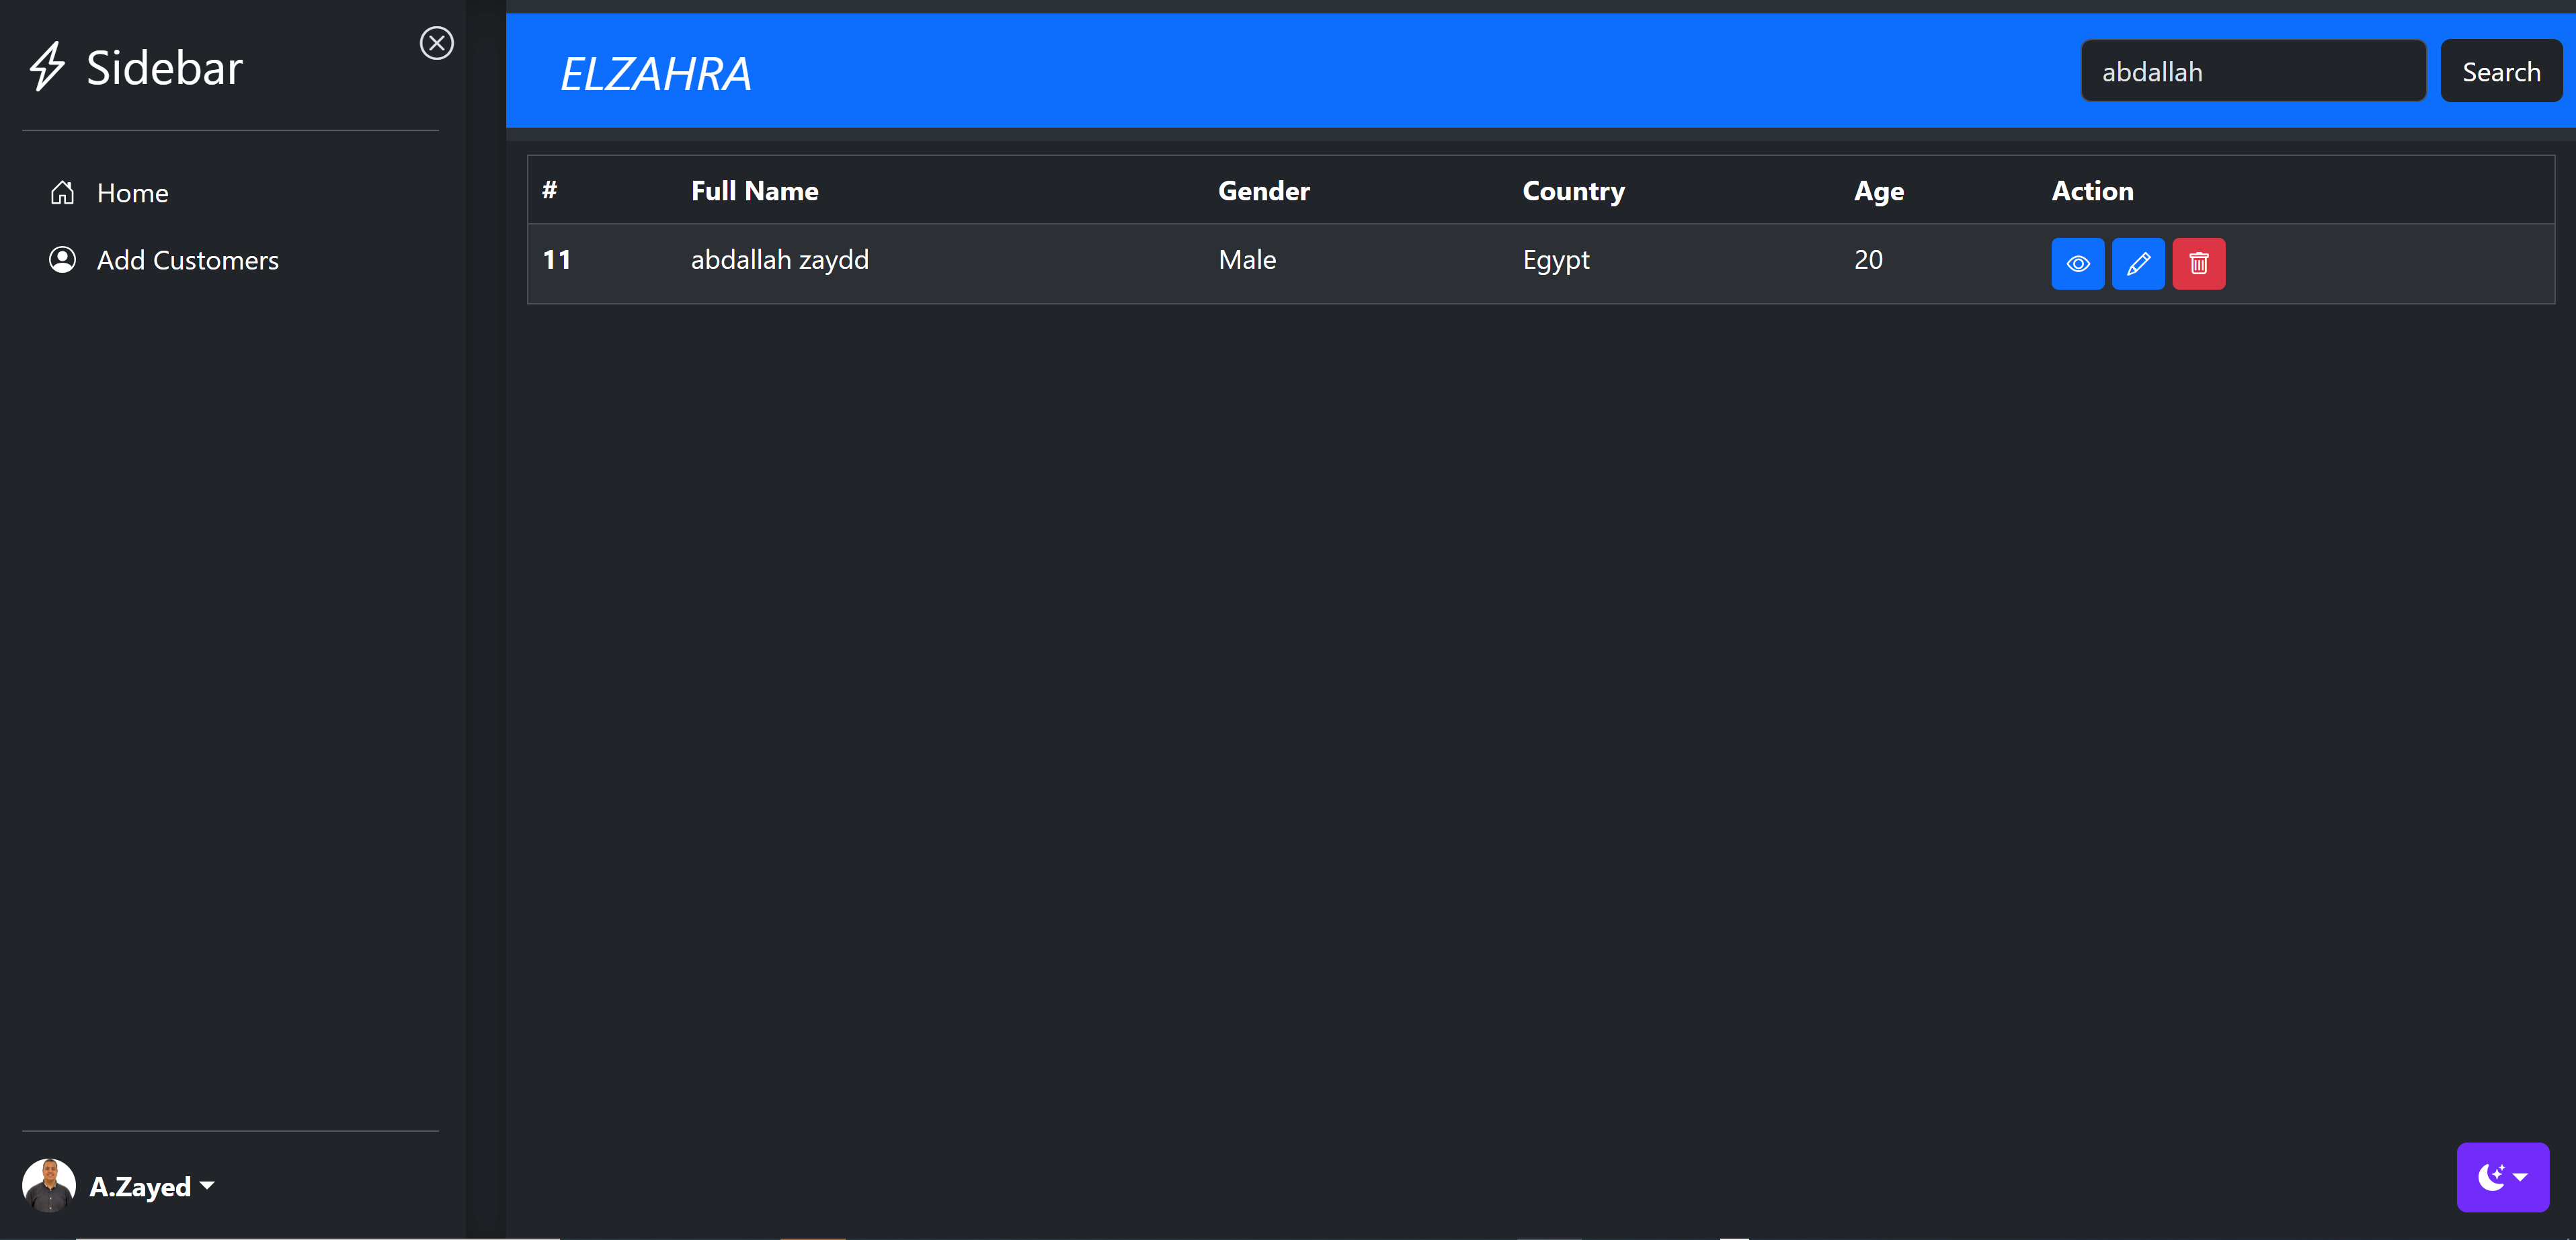 Sidebar
Home
Add Customers
A.Zayed
ELZAHRA
abdallah
Search
# Full Name Gender Country Age Action
11 abdallah zaydd Male Egypt 20